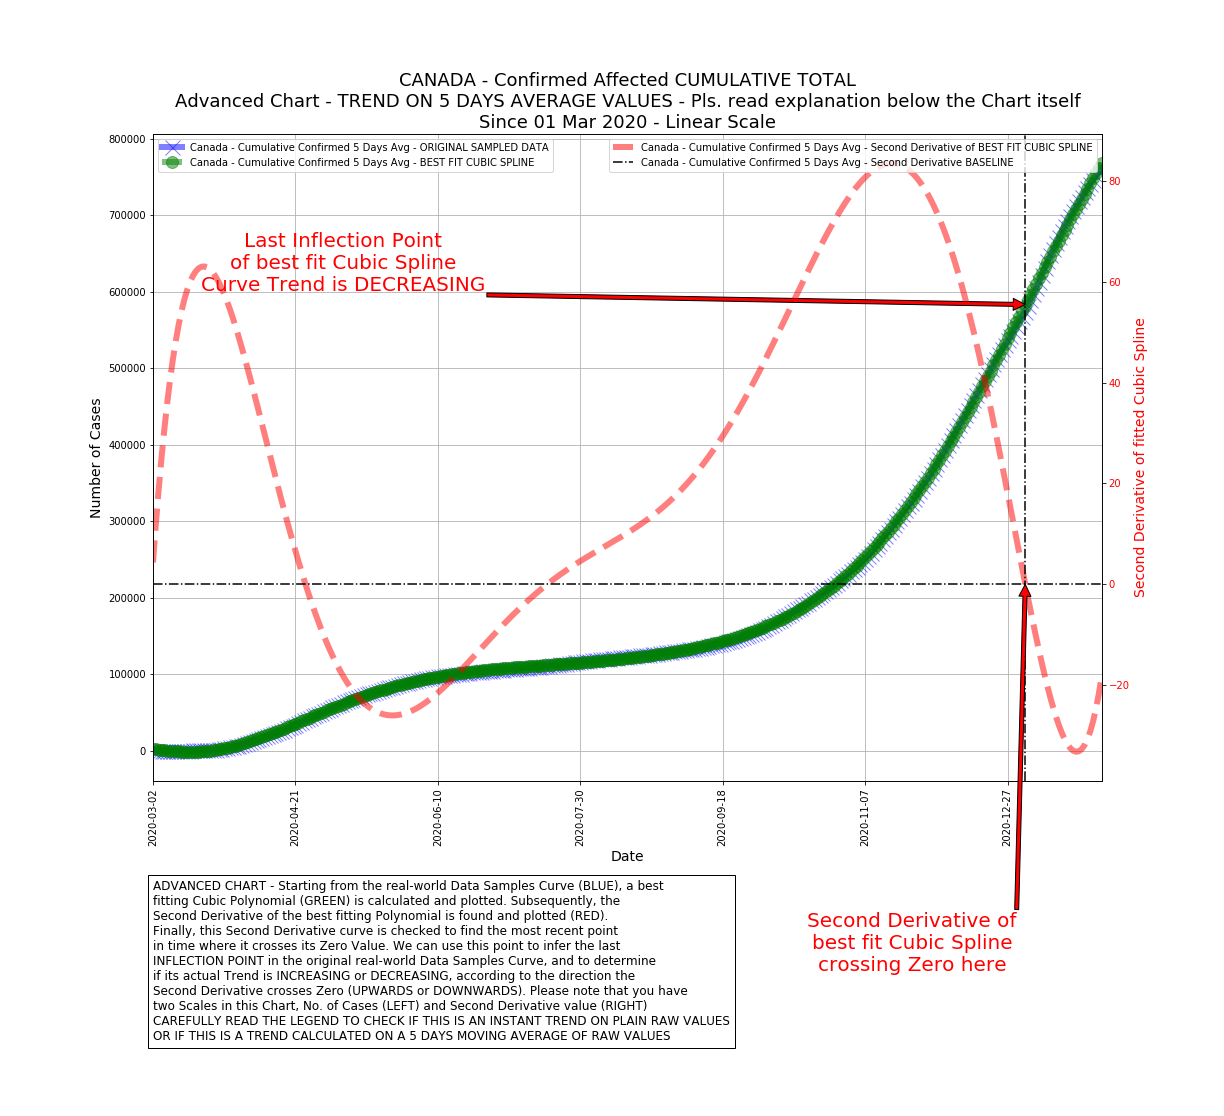 CANADA - Confirmed Affected CUMULATIVE TOTAL
Advanced Chart - TREND ON 5 DAYS AVERAGE VALUES - Pls. read explanation below the Chart itself
Since 01 Mar 2020 - Linear Scale
Canada - Cumulative Confirmed 5 Days Avg - ORIGINAL SAMPLED DATA
Canada - Cumulative Confirmed 5 Days Avg - BEST FIT CUBIC SPLINE
Canada - Cumulative Confirmed 5 Days Avg - Second Derivative of BEST FIT CUBIC SPLINE
Canada - Cumulative Confirmed 5 Days Avg - Second Derivative BASELINE
Last Inflection Point
of best fit Cubic Spline
Curve Trend is DECREASING
Number of Cases
800000
700000
600000
500000
400000
300000
200000
100000
0
80
60
40
20
0
−20
Second Derivative of fitted Cubic Spline
2020-03-02
2020-04-21
2020-06-10
2020-07-30
2020-09-18
2020-11-07
2020-12-27
Date
Second Derivative of
best fit Cubic Spline
crossing Zero here
ADVANCED CHART - Starting from the real-world Data Samples Curve (BLUE), a best
fitting Cubic Polynomial (GREEN) is calculated and plotted. Subsequently, the
Second Derivative of the best fitting Polynomial is found and plotted (RED).
Finally, this Second Derivative curve is checked to find the most recent point
in time where it crosses its Zero Value. We can use this point to infer the last
INFLECTION POINT in the original real-world Data Samples Curve, and to determine
if its actual Trend is INCREASING or DECREASING, according to the direction the
Second Derivative crosses Zero (UPWARDS or DOWNWARDS). Please note that you have
two Scales in this Chart, No. of Cases (LEFT) and Second Derivative value (RIGHT)
CAREFULLY READ THE LEGEND TO CHECK IF THIS IS AN INSTANT TREND ON PLAIN RAW VALUES
OR IF THIS IS A TREND CALCULATED ON A 5 DAYS MOVING AVERAGE OF RAW VALUES